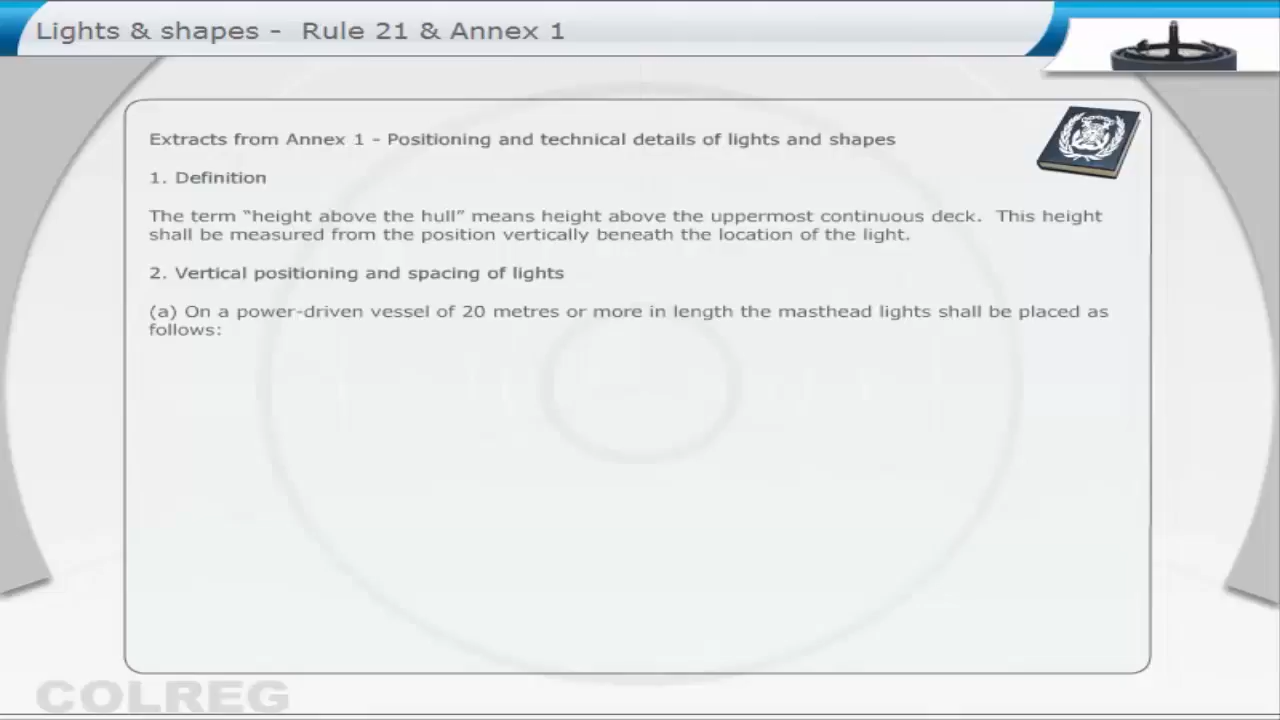 Lights & shapes -  Rule 21 & Annex 1
Extracts from Annex 1 - Positioning and technical details of lights and shapes
1. Definition
The term “height above the hull” means height above the uppermost continuous deck.  This height
shall be measured from the position vertically beneath the location of the light.
2. Vertical positioning and spacing of lights
(a) On a power-driven vessel of 20 metres or more in length the masthead lights shall be placed as
follows:
COLREG